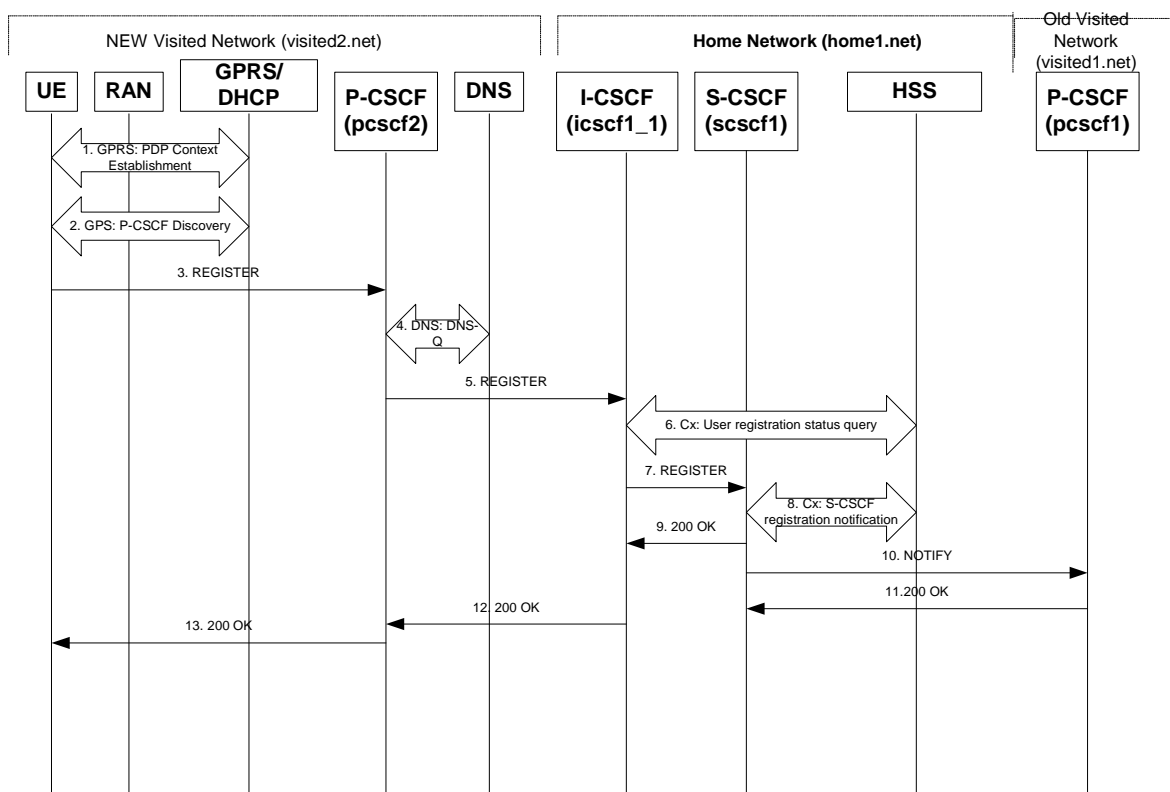 NEW Visited Network (visited2.net)
Home Network (home1.net)
Old Visited
Network
(visited1.net)
UE
RAN
GPRS/
DHCP
P-CSCF
(pcscf2)
DNS
I-CSCF
(icscf1_1)
S-CSCF
(scscf1)
HSS
P-CSCF
(pcscf1)
1. GPRS: PDP Context
Establishment
2. GPS: P-CSCF Discovery
3. REGISTER
4. DNS: DNS-
Q
5. REGISTER
6. Cx: User registration status query
7. REGISTER
8. Cx: S-CSCF
registration notification
9. 200 OK
10. NOTIFY
11.200 OK
12. 200 OK
13. 200 OK